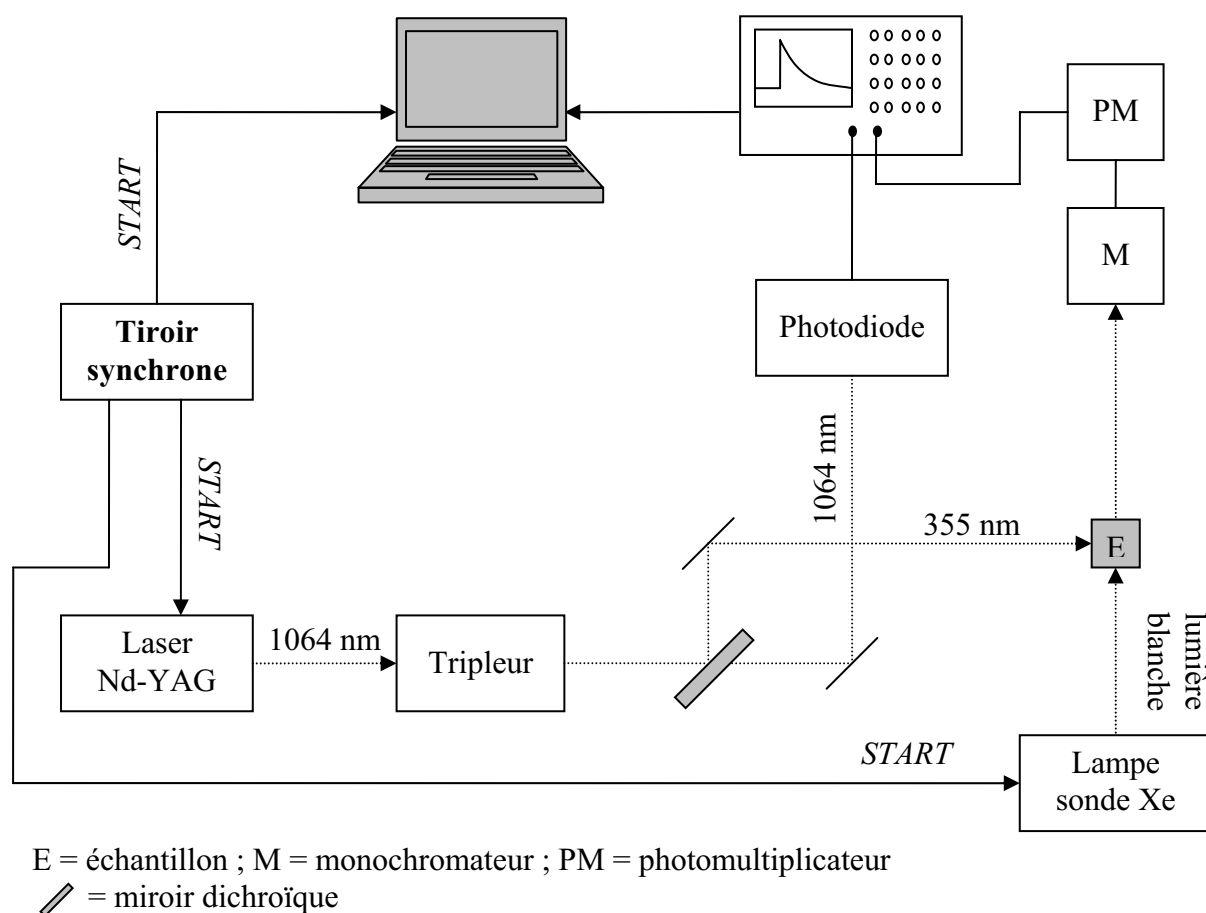 START
PM
M
Tiroir
synchrone
Photodiode
START
1064 nm
355 nm
E
Laser
Nd-YAG
1064 nm
Tripleur
lumière
blanche
START
Lampe
sonde Xe
E = échantillon ; M = monochromateur ; PM = photomultiplicateur
= miroir dichroïque